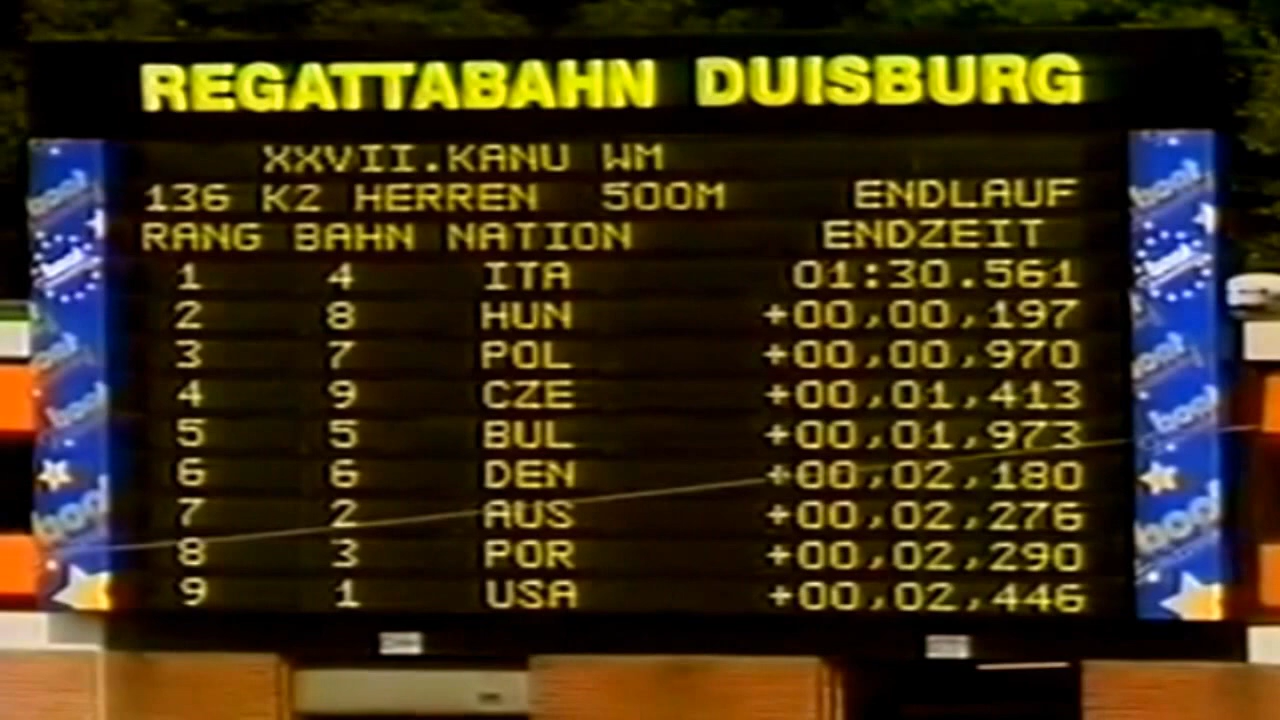 REGATTABAHN DUISBURG
XXVII.KANU WM
136 K2 HERREN 500M ENDLAUF
RANG BAHN NATION ENDZEIT
1 4 ITA 01:30.561
2 8 HUN +00,00,197
3 7 POL +00,00,970
4 9 CZE +00,01,413
5 5 BUL +00,01,973
6 6 DEN +00,02,180
7 2 AUS +00,02,276
8 3 POR +00,02,290
9 1 USA +00,02,446